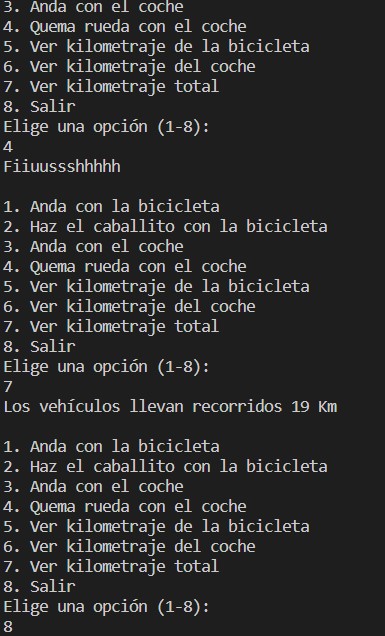 3. Anda con el coche
4. Quema rueda con el coche
5. Ver kilometraje de la bicicleta
6. Ver kilometraje del coche
7. Ver kilometraje total
8. Salir
Elige una opción (1-8):
4
Fiiuussshhhhh
1. Anda con la bicicleta
2. Haz el caballito con la bicicleta
3. Anda con el coche
4. Quema rueda con el coche
5. Ver kilometraje de la bicicleta
6. Ver kilometraje del coche
7. Ver kilometraje total
8. Salir
Elige una opción (1-8):
7
Los vehículos llevan recorridos 19 Km
1. Anda con la bicicleta
2. Haz el caballito con la bicicleta
3. Anda con el coche
4. Quema rueda con el coche
5. Ver kilometraje de la bicicleta
6. Ver kilometraje del coche
7. Ver kilometraje total
8. Salir
Elige una opción (1-8):
8